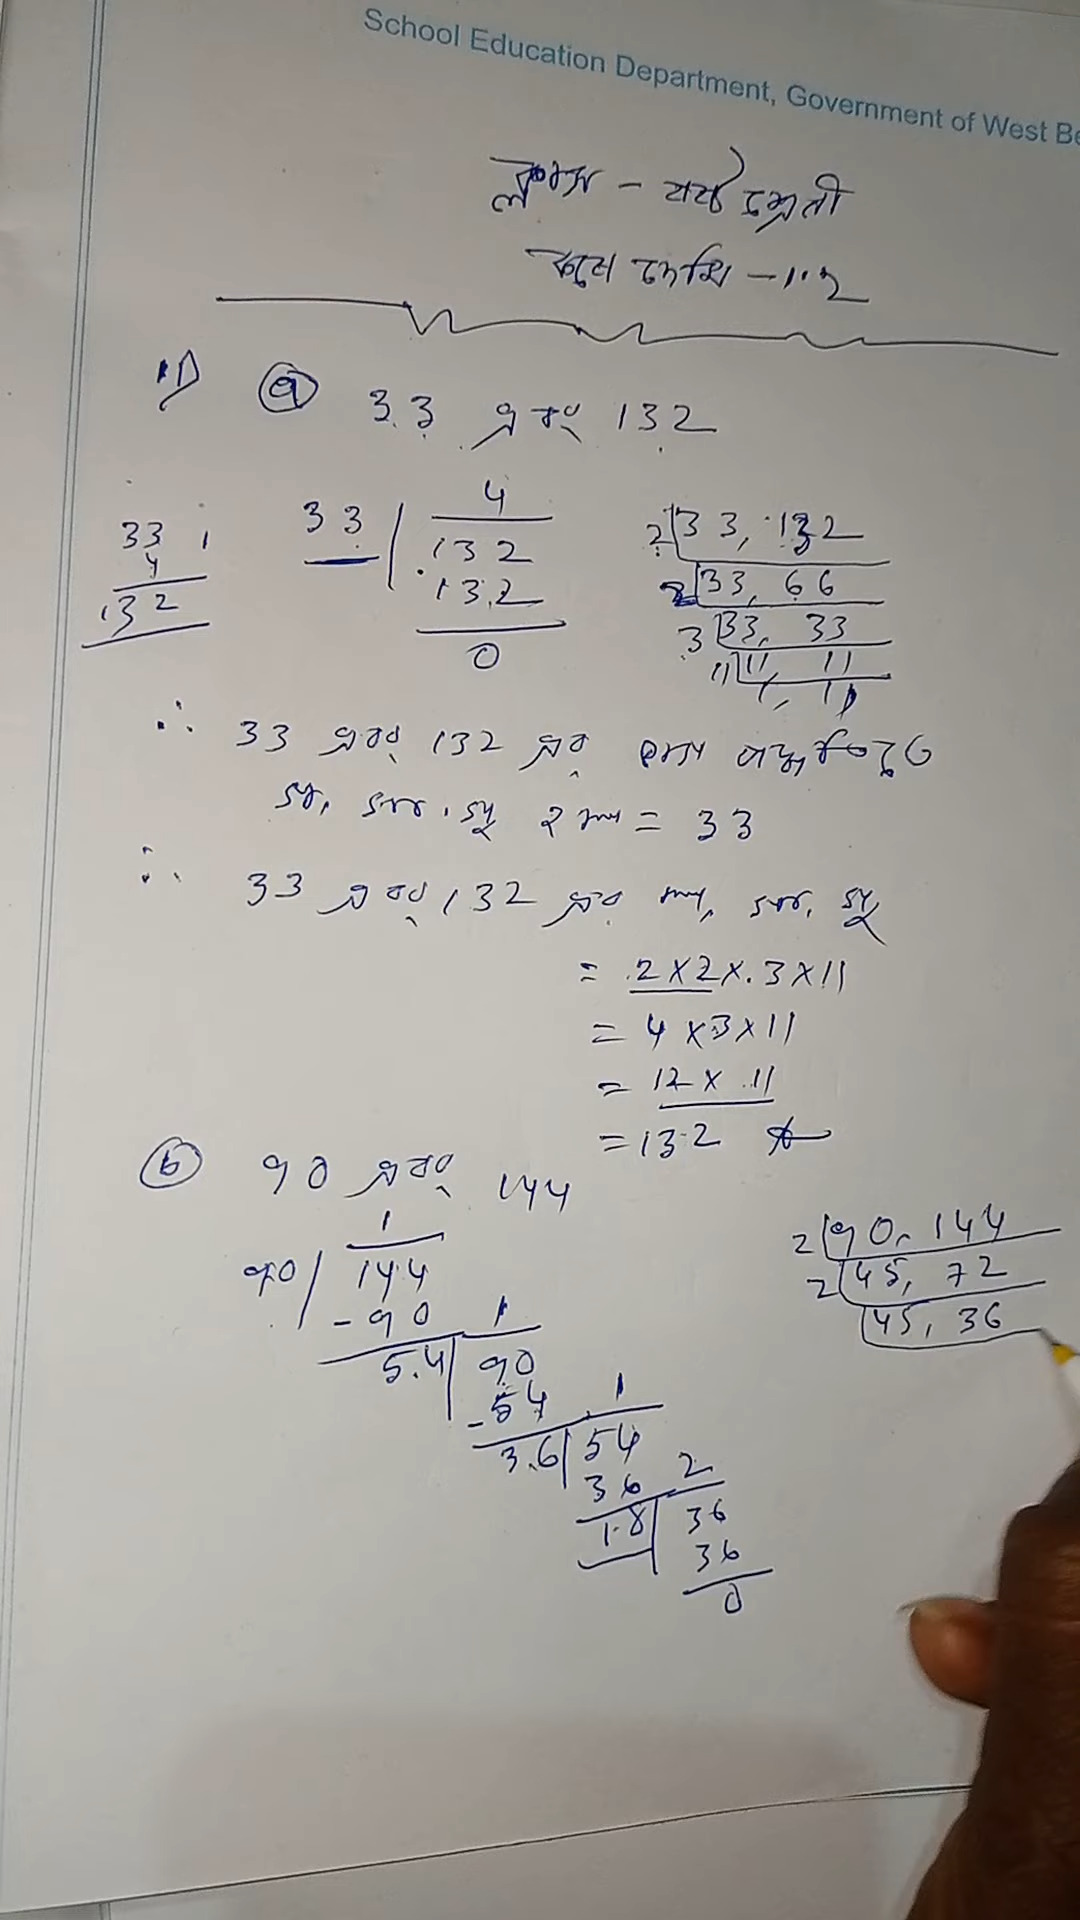 School Education Department, Government of West Be
ক্লাস - ষষ্ঠ শ্রেণী
কষে দেখি - 1.2
1) (a) 33 এবং 132
33 | 132
4
132
0
33
4
132
2 | 33, 132
2 | 33, 66
3 | 33, 33
11 | 11, 11
1, 1
∴ 33 এবং 132 এর
গ. সা. গু = 33
∴ 33 এবং 132 এর ল. সা. গু
= 2 x 2 x 3 x 11
= 4 x 3 x 11
= 12 x 11
= 132
(b) 90 এবং 144
90 | 144
1
- 90
1
54 | 90
- 54
1
36 | 54
36
2
18 | 36
36
0
2 | 90, 144
2 | 45, 72
45, 36